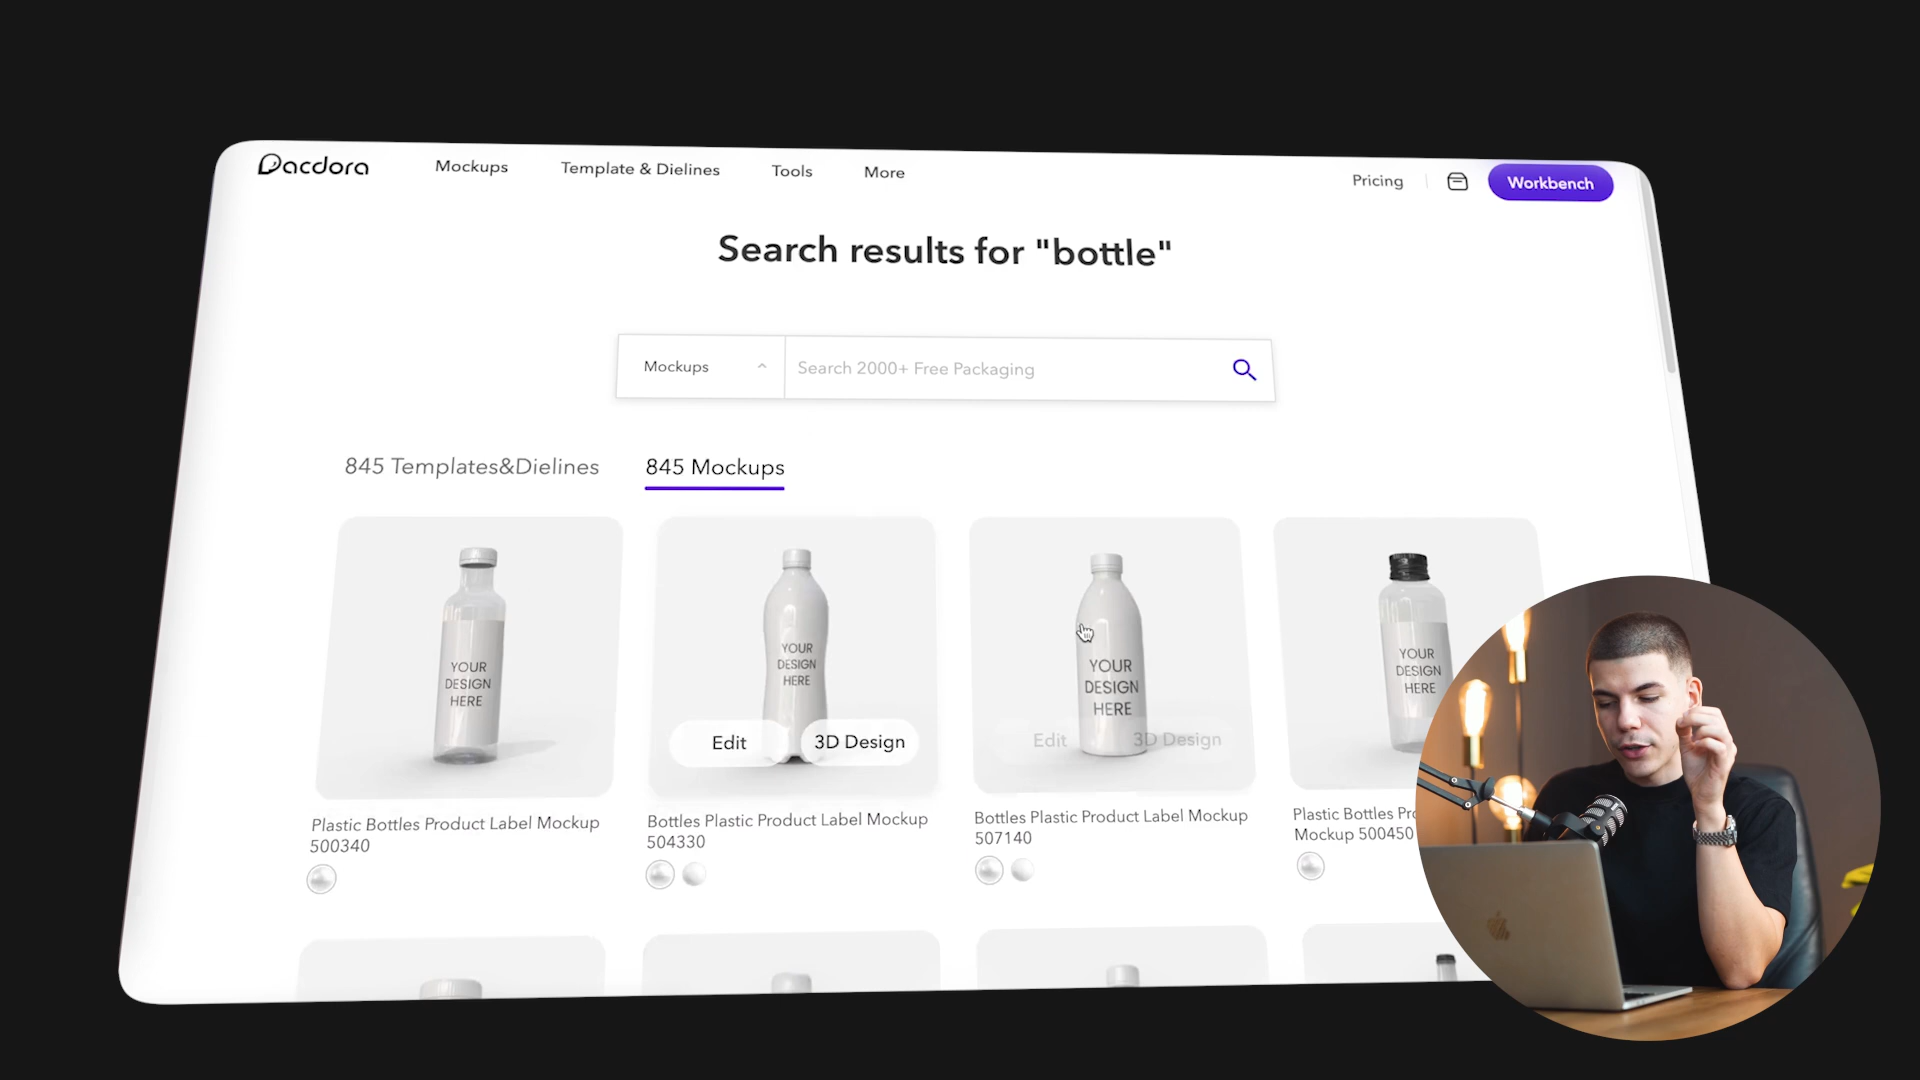 Pacdora
Mockups
Template & Dielines
Tools
More
Pricing
Workbench
Search results for "bottle"
Mockups
Search 2000+ Free Packaging
845 Templates&Dielines
845 Mockups
YOUR
DESIGN
HERE
YOUR
DESIGN
HERE
Edit
3D Design
YOUR
DESIGN
HERE
Edit
3D Design
YOUR
DESIGN
HERE
Plastic Bottles Product Label Mockup
500340
Bottles Plastic Product Label Mockup
504330
Bottles Plastic Product Label Mockup
507140
Plastic Bottles
Mockup 500450